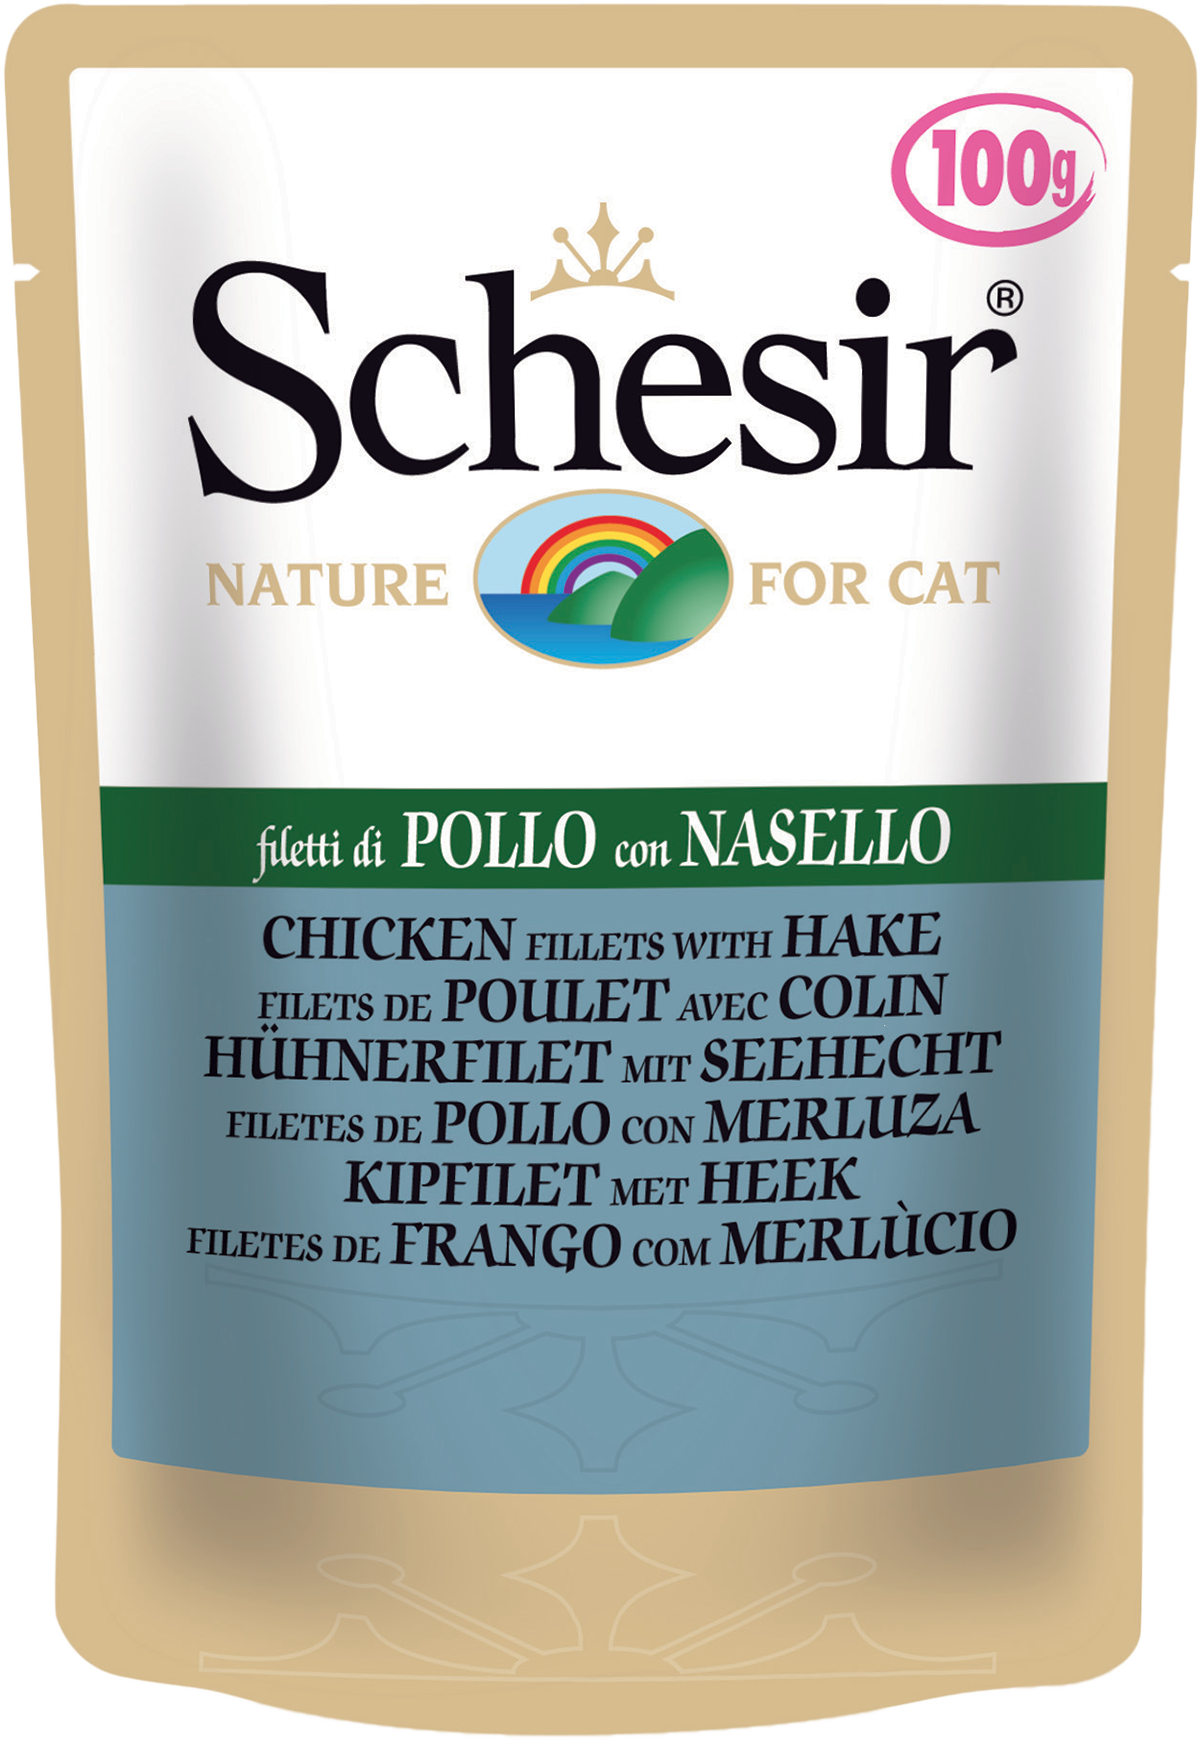 100g
Schesir®
NATURE FOR CAT
filetti di POLLO con NASELLO
CHICKEN FILLETS WITH HAKE
FILETS DE POULET AVEC COLIN
HÜHNERFILET MIT SEEHECHT
FILETES DE POLLO CON MERLUZA
KIPFILET MET HEEK
FILETES DE FRANGO COM MERLÙCIO